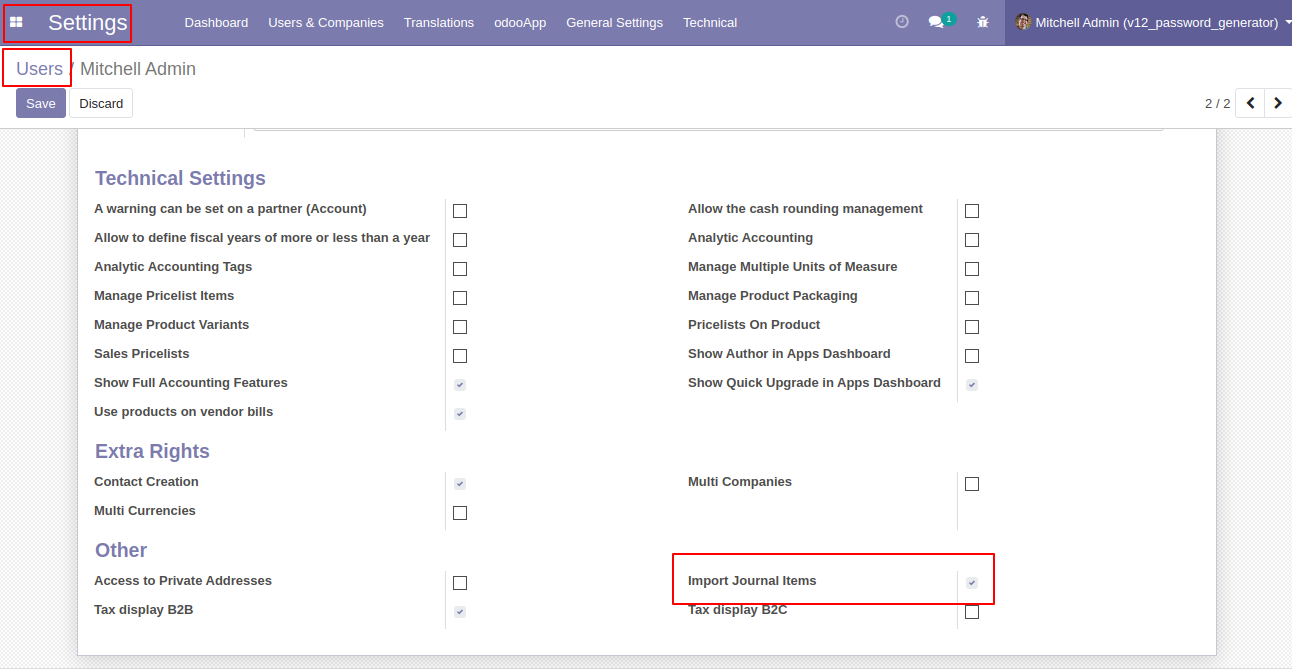 Settings Dashboard Users & Companies Translations odooApp General Settings Technical 1 Mitchell Admin (v12_password_generator)
Users / Mitchell Admin
Save Discard 2 / 2
Technical Settings
A warning can be set on a partner (Account) Allow the cash rounding management
Allow to define fiscal years of more or less than a year Analytic Accounting
Analytic Accounting Tags Manage Multiple Units of Measure
Manage Pricelist Items Manage Product Packaging
Manage Product Variants Pricelists On Product
Sales Pricelists Show Author in Apps Dashboard
Show Full Accounting Features Show Quick Upgrade in Apps Dashboard
Use products on vendor bills
Extra Rights
Contact Creation Multi Companies
Multi Currencies
Other
Access to Private Addresses Import Journal Items
Tax display B2B Tax display B2C